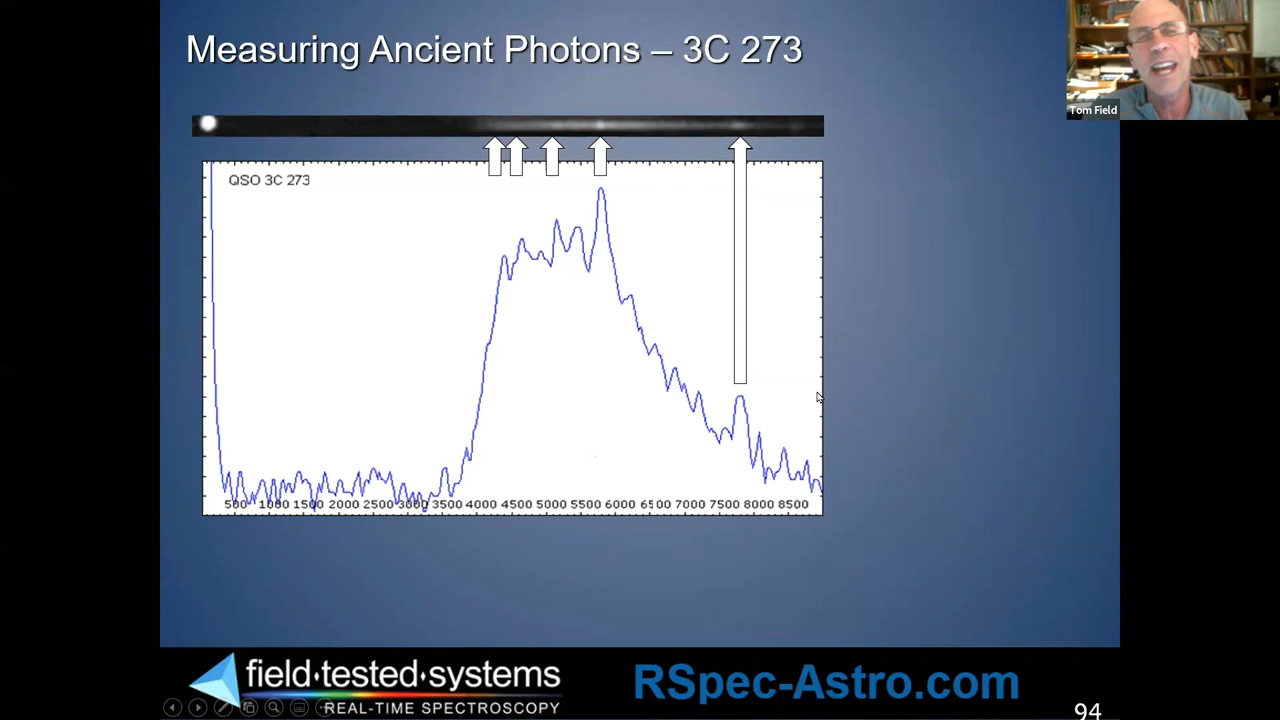 Measuring Ancient Photons – 3C 273
Tom Field
QSO 3C 273
500 1000 1500 2000 2500 3000 3500 4000 4500 5000 5500 6000 6500 7000 7500 8000 8500
field·tested·systems
REAL-TIME SPECTROSCOPY
RSpec-Astro.com
94